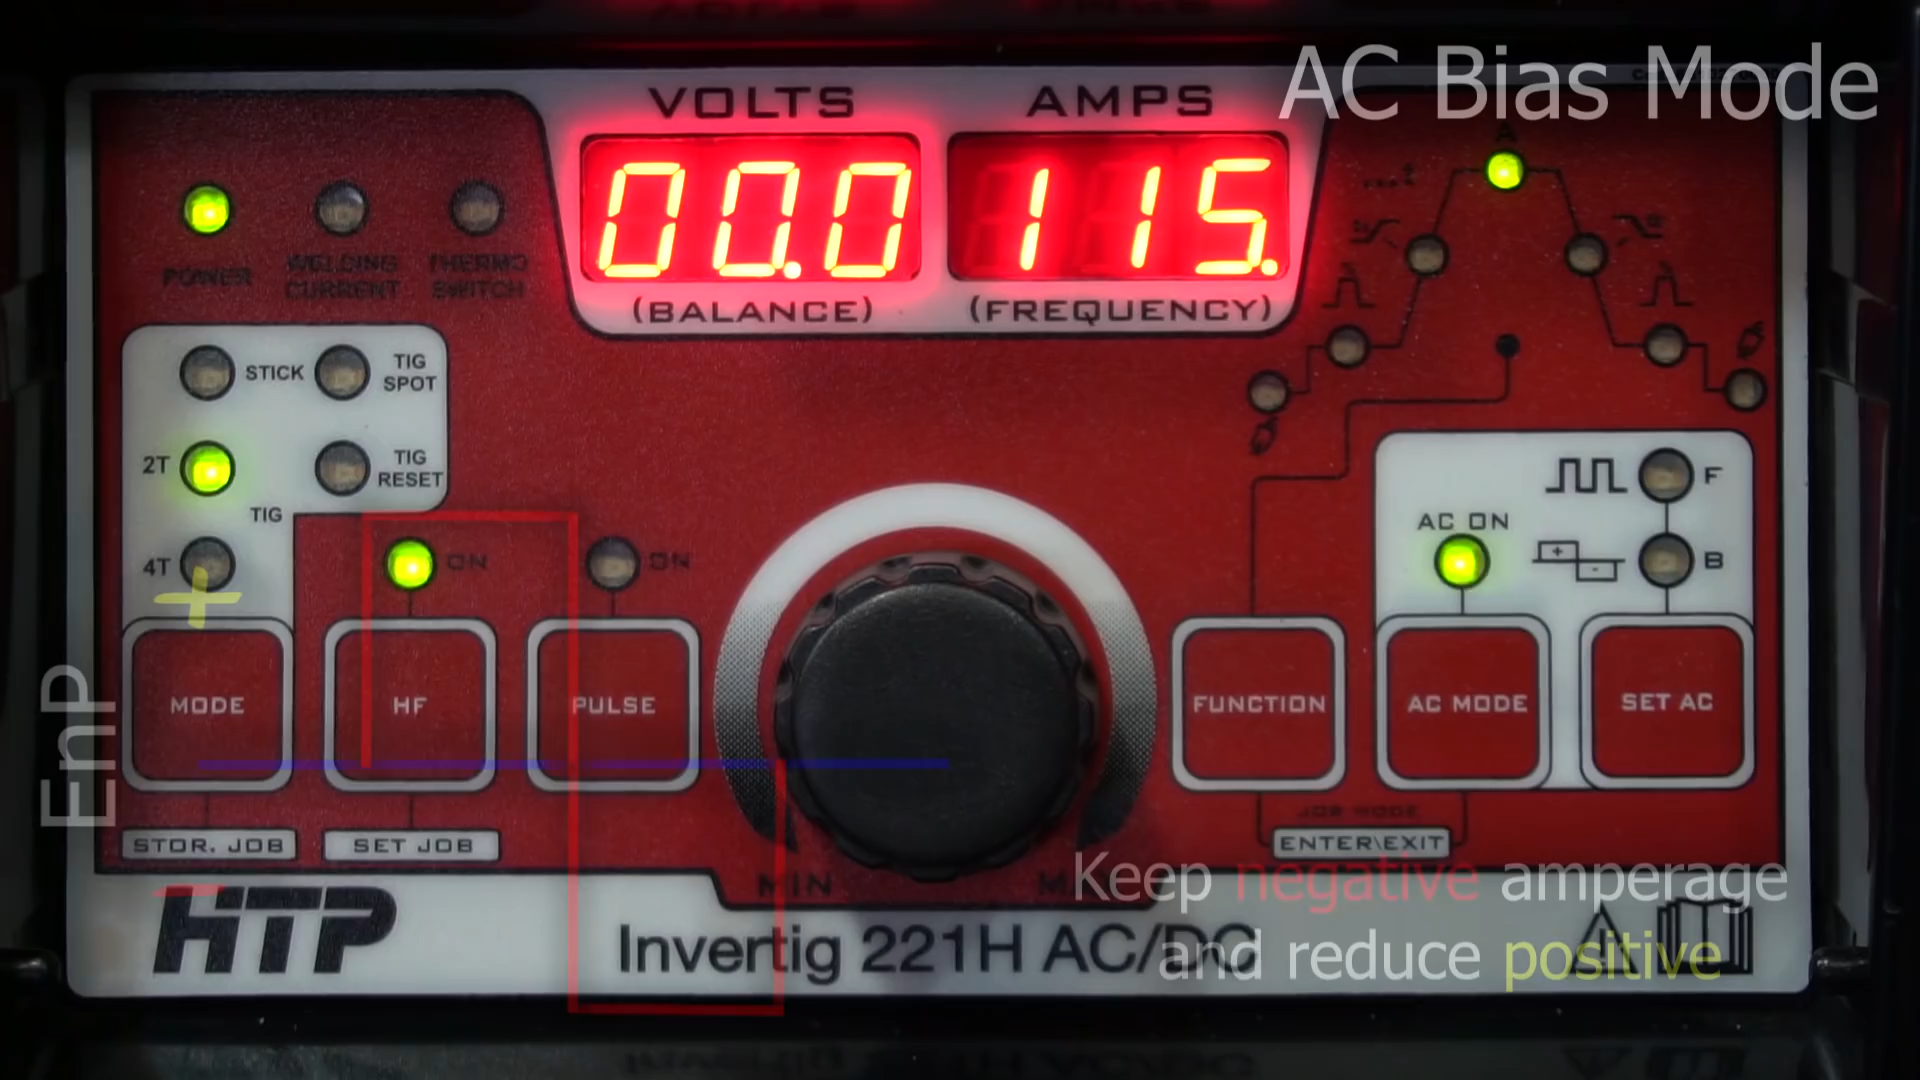 AC Bias Mode
VOLTS
AMPS
00.0
115.
(BALANCE)
(FREQUENCY)
A
POWER
WELDING CURRENT
THERMO SWITCH
STICK
TIG SPOT
2T
TIG RESET
TIG
4T
ON
ON
AC ON
F
B
+
-
EnP
MODE
HF
PULSE
FUNCTION
AC MODE
SET AC
JOB MODE
STOR. JOB
SET JOB
ENTER\EXIT
MIN
Keep negative amperage
and reduce positive
HTP
Invertig 221H AC/DC